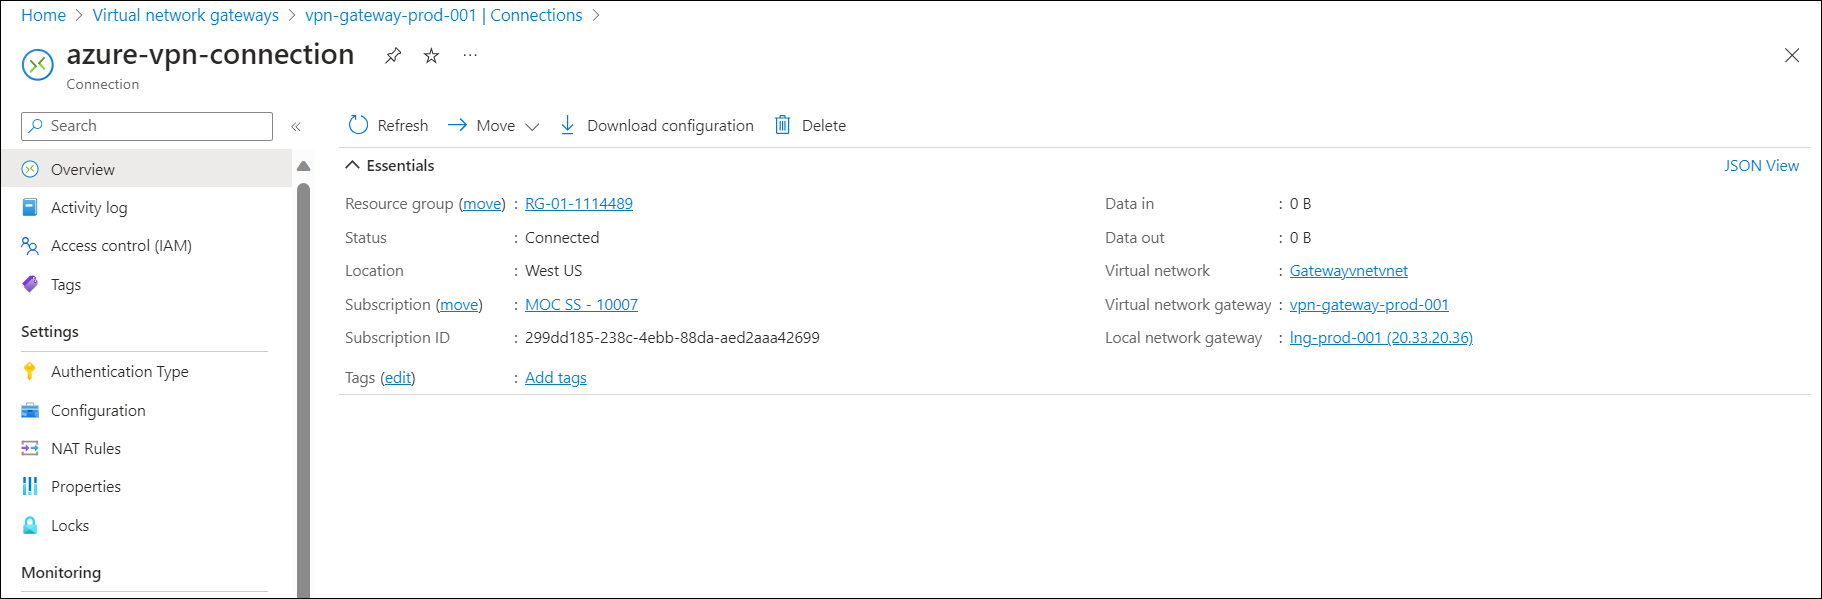 Home > Virtual network gateways > vpn-gateway-prod-001 | Connections >
azure-vpn-connection
Connection
Search
Overview
Activity log
Access control (IAM)
Tags
Settings
Authentication Type
Configuration
NAT Rules
Properties
Locks
Monitoring
Refresh Move Download configuration Delete
Essentials JSON View
Resource group (move) : RG-01-1114489
Status : Connected
Location : West US
Subscription (move) : MOC SS - 10007
Subscription ID : 299dd185-238c-4ebb-88da-aed2aaa42699
Tags (edit) : Add tags
Data in : 0 B
Data out : 0 B
Virtual network : Gatewayvnetvnet
Virtual network gateway : vpn-gateway-prod-001
Local network gateway : lng-prod-001 (20.33.20.36)